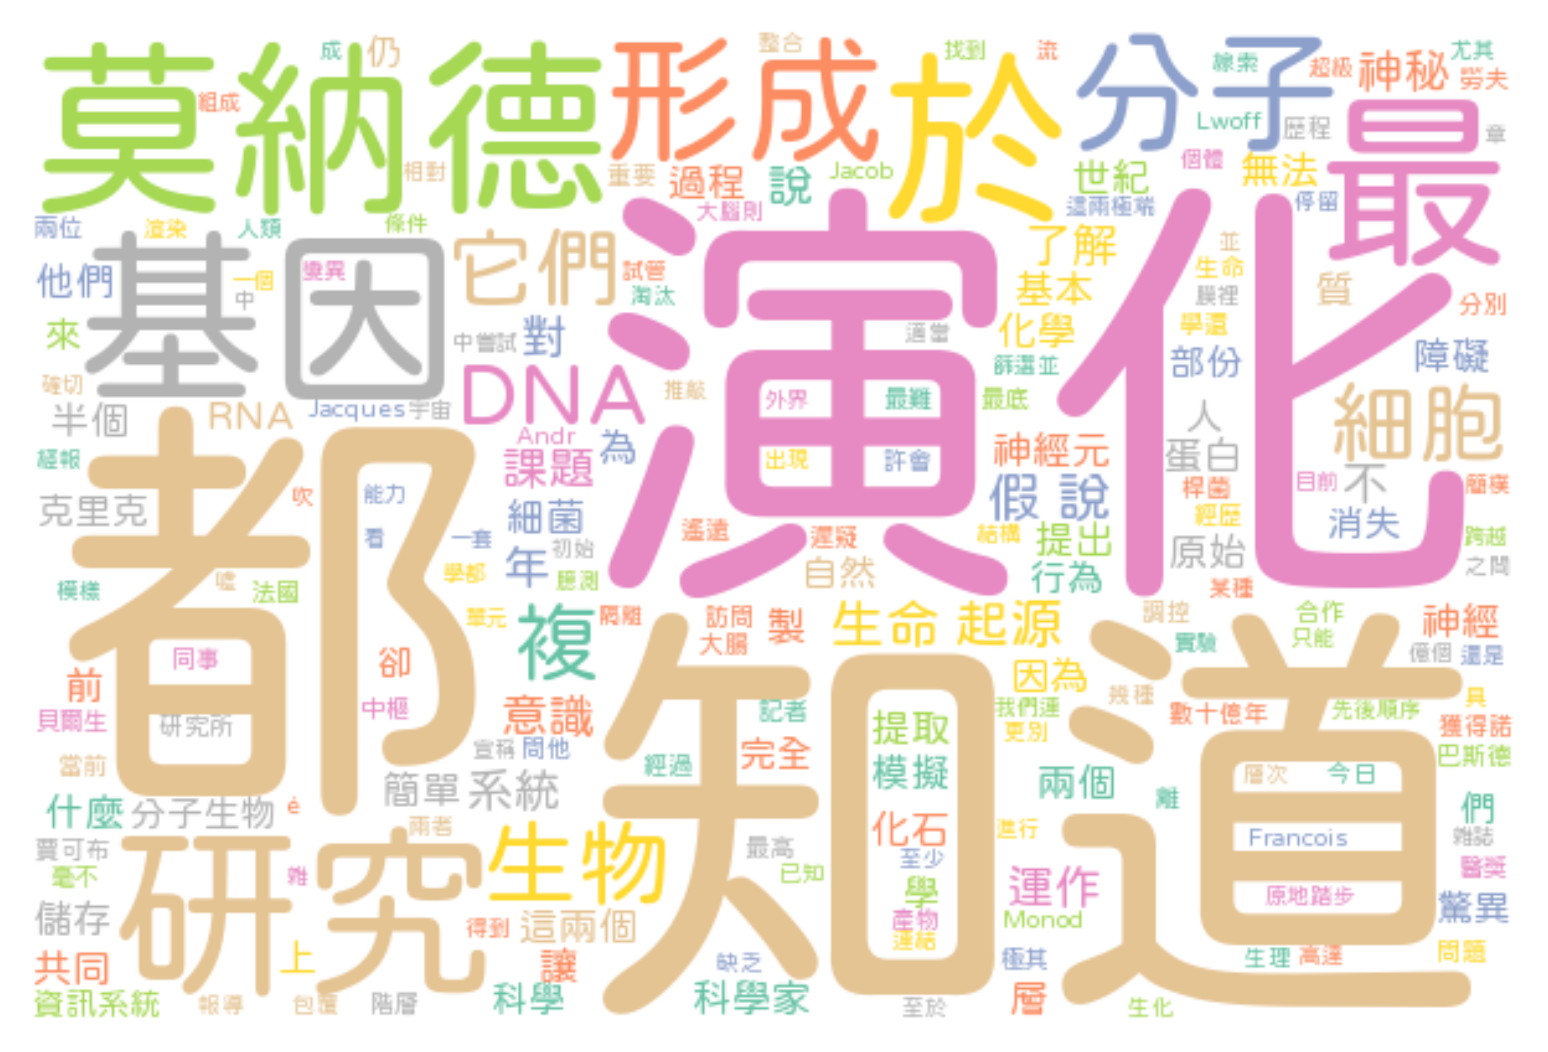 莫納德
形成
於
分子
最
演化
基因
都
知道
研究
成
仍
整合
找到
流
線索
超級
神秘
尤其
勞夫
組成
Lwoff
歷程
章
相對
重要
過程
說
Jacob
世紀
個體
無法
大腦則
這兩極端
停留
兩位
渲染
人類
條件
它們
了解
並
他們
一個
中
變異
試管
淘汰
基本
生命
膜裡
質
分別
來
中嘗試
對
適當
化學
學還
部份
障礙
篩選並
確切
DNA
推敲
外界
最難
最底
細胞
半個
RNA
Jacques
宇宙
Andr
為
人
課題
出現
許會
神經元
蛋白
經報
克里克
吹
能力
細菌
假說
桿菌
目前
不
簡樸
看
一套
遙遠
遲疑
結構
提出
經歷
消失
跨越
年
初始
原始
之間
模樣
嘘
法國
學都
臆測
自然
行為
某種
單元
隔離
複
訪問
大腸
製
生命
起源
調控
合作
只能
神經
實驗
億個
還是
同事
卻
前
因為
幾種
具
貝爾生
研究所
中樞
意識
記者
提取
我們連
更別
數十億年
先後順序
獲得諾
巴斯德
宣稱
問他
完全
當前
經過
模擬
兩個
層次
今日
簡單
系統
離
們
什麼
分子生物
é
兩者
生物
化石
進行
Francois
雜誌
賈可布
最高
至少
毫不
雜
已知
學
運作
醫獎
產物
原地踏步
儲存
得到
這兩個
連結
Monod
驚異
共同
上
讓
缺乏
極其
生理
高達
問題
資訊系統
報導
包覆
階層
科學
科學家
至於
層
生化